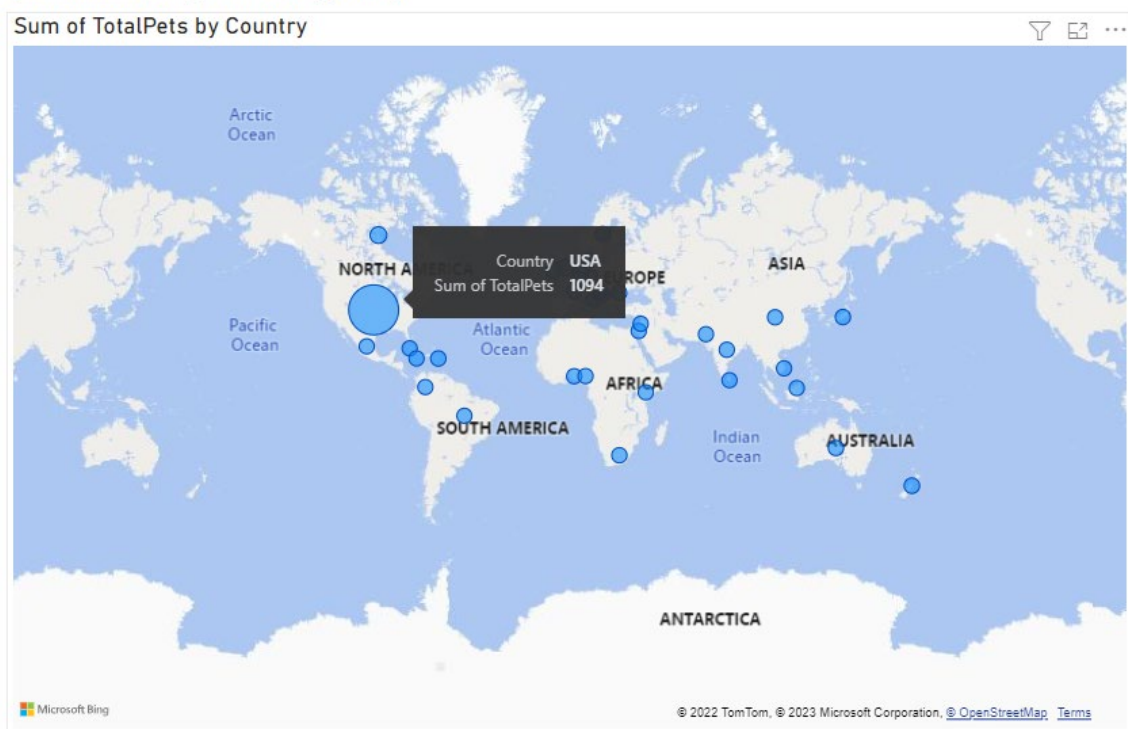 Sum of TotalPets by Country
Arctic
Ocean
NORTH AMERICA
Country USA
Sum of TotalPets 1094
EUROPE
ASIA
Pacific
Ocean
Atlantic
Ocean
AFRICA
SOUTH AMERICA
Indian
Ocean
AUSTRALIA
ANTARCTICA
Microsoft Bing
© 2022 TomTom, © 2023 Microsoft Corporation, © OpenStreetMap Terms